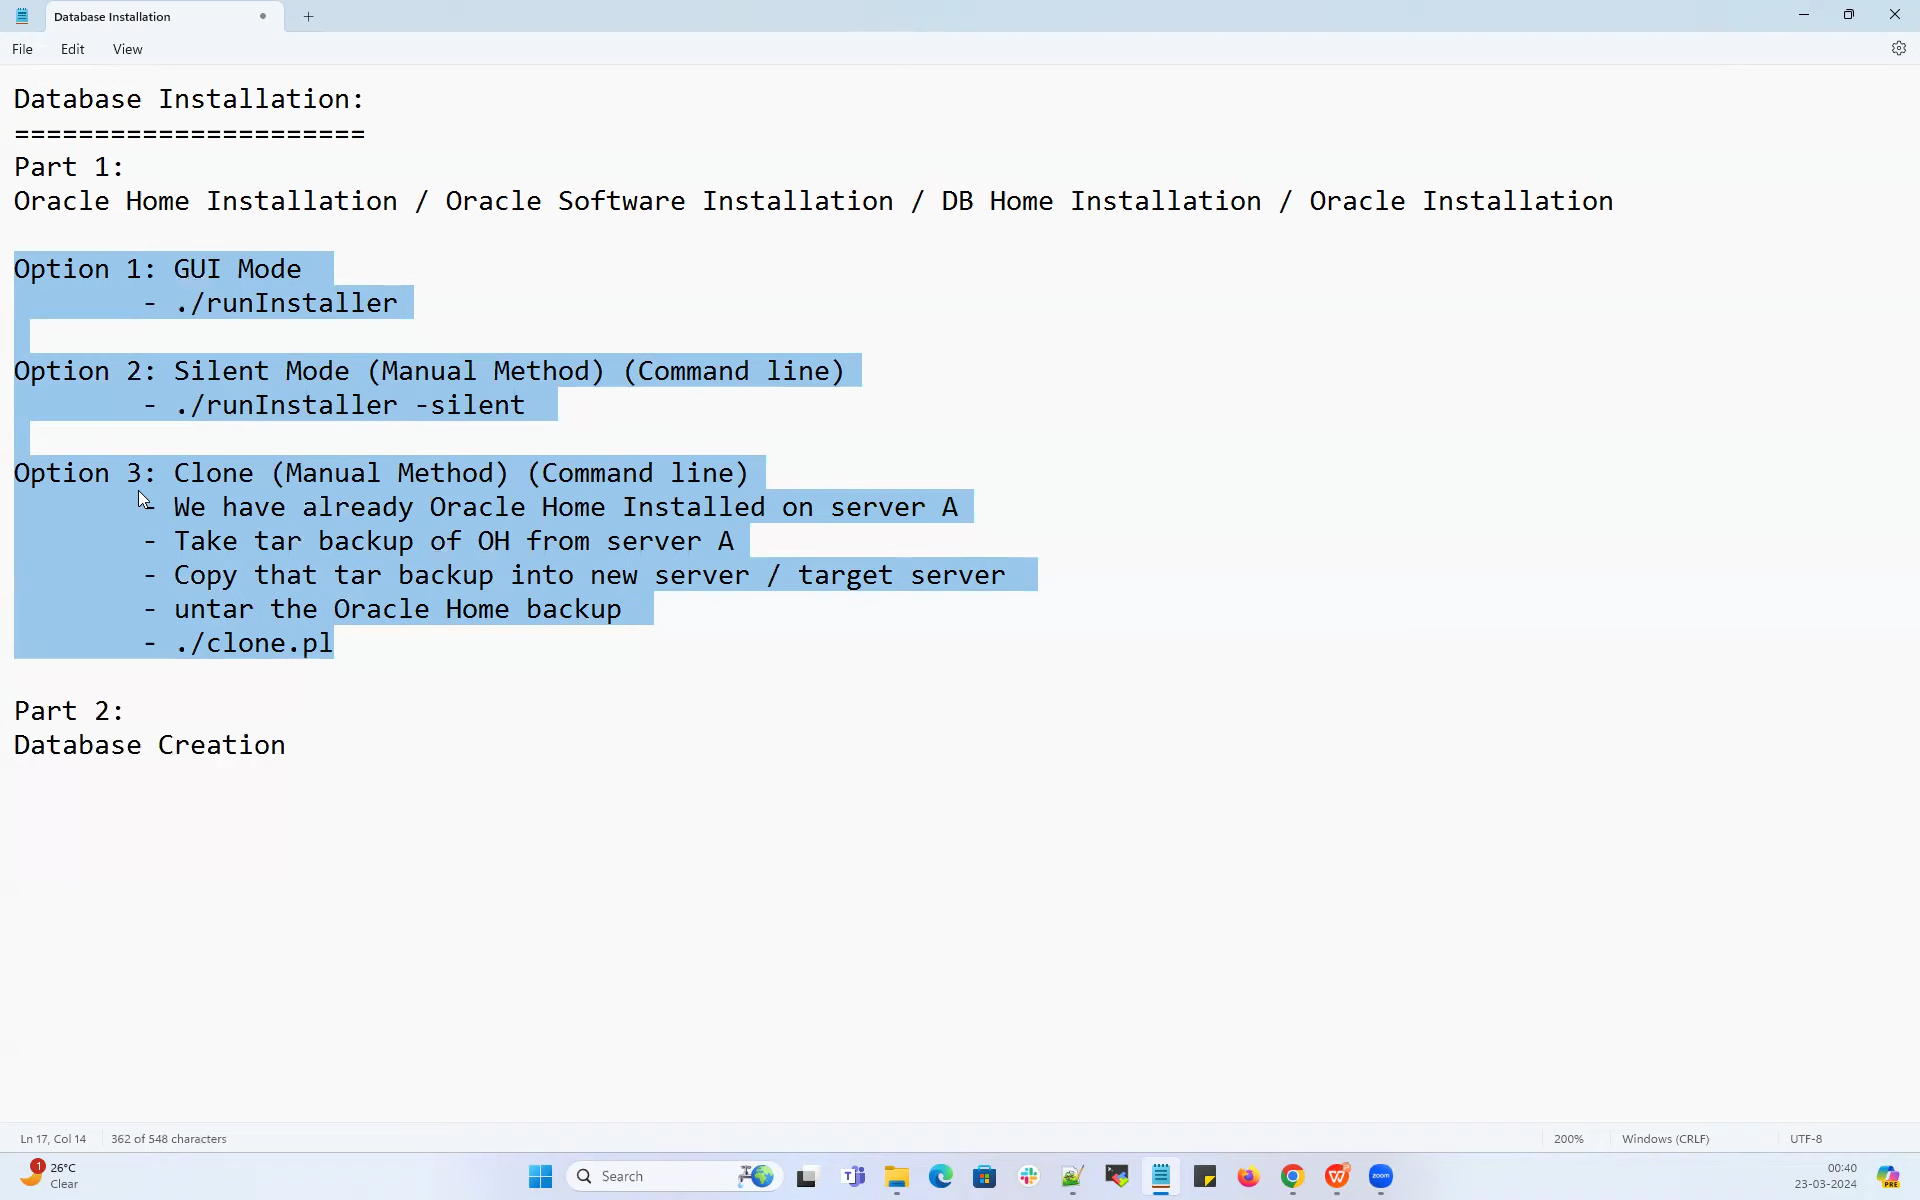 Database Installation
File Edit View
Database Installation:
======================
Part 1:
Oracle Home Installation / Oracle Software Installation / DB Home Installation / Oracle Installation
Option 1: GUI Mode
- ./runInstaller
Option 2: Silent Mode (Manual Method) (Command line)
- ./runInstaller -silent
Option 3: Clone (Manual Method) (Command line)
- We have already Oracle Home Installed on server A
- Take tar backup of OH from server A
- Copy that tar backup into new server / target server
- untar the Oracle Home backup
- ./clone.pl
Part 2:
Database Creation
Ln 17, Col 14 362 of 548 characters 200% Windows (CRLF) UTF-8
1 26°C
Clear
Search
zoom
00:40
23-03-2024
PRE